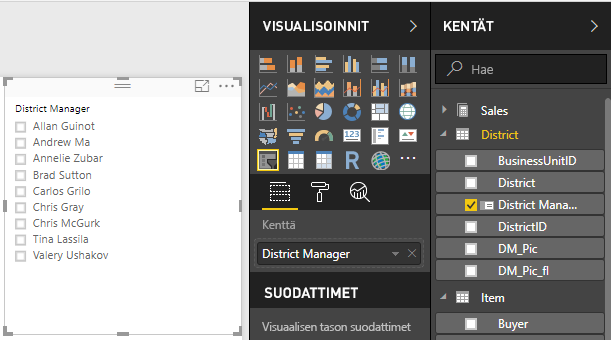 District Manager
Allan Guinot
Andrew Ma
Annelie Zubar
Brad Sutton
Carlos Grilo
Chris Gray
Chris McGurk
Tina Lassila
Valery Ushakov
VISUALISOINNIT
123
R
Kenttä
District Manager
SUODATTIMET
Visuaalisen tason suodattimet
KENTÄT
Hae
Sales
District
BusinessUnitID
District
District Mana...
DistrictID
DM_Pic
DM_Pic_fl
Item
Buyer